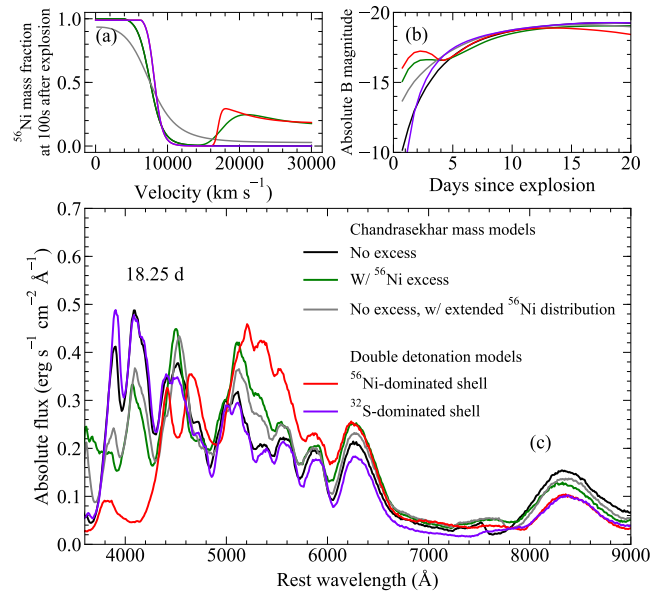 (a)
⁵⁶Ni mass fraction
at 100s after explosion
1.0
0.5
0.0
0
10000
20000
30000
Velocity (km s⁻¹)
(b)
Absolute B magnitude
−20
−15
−10
0
5
10
15
20
Days since explosion
(c)
18.25 d
Chandrasekhar mass models
No excess
W/ ⁵⁶Ni excess
No excess, w/ extended ⁵⁶Ni distribution
Double detonation models
⁵⁶Ni-dominated shell
³²S-dominated shell
Absolute flux (erg s⁻¹ cm⁻² Å⁻¹)
0.7
0.6
0.5
0.4
0.3
0.2
0.1
0.0
4000
5000
6000
7000
8000
9000
Rest wavelength (Å)